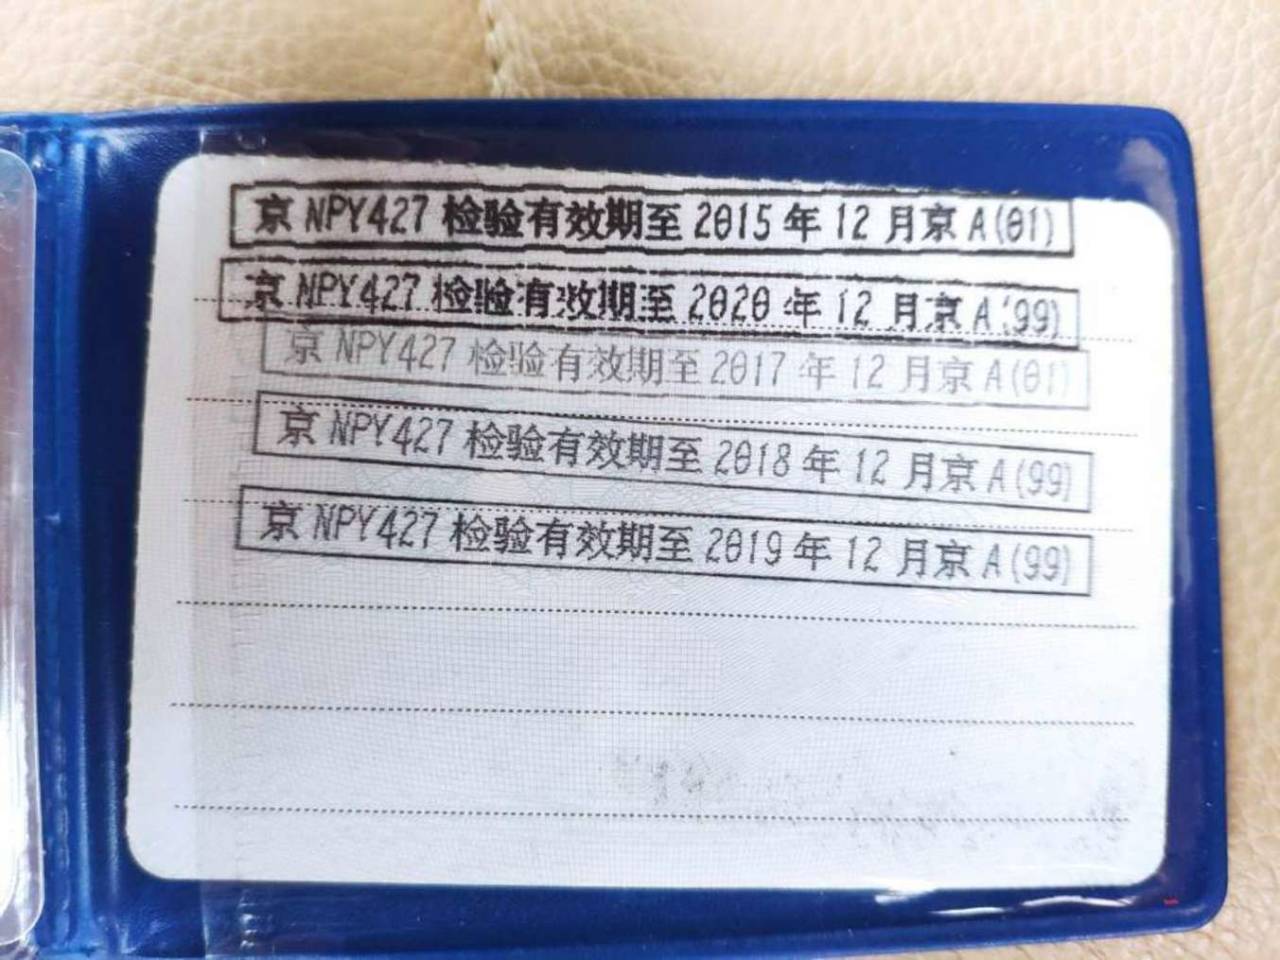 京 NPY427 检验有效期至 2015 年 12 月京 A(01)
京 NPY427 检验有效期至 2020 年 12 月京 A(99)
京 NPY427 检验有效期至 2017 年 12 月京 A(01)
京 NPY427 检验有效期至 2018 年 12 月京 A(99)
京 NPY427 检验有效期至 2019 年 12 月京 A(99)